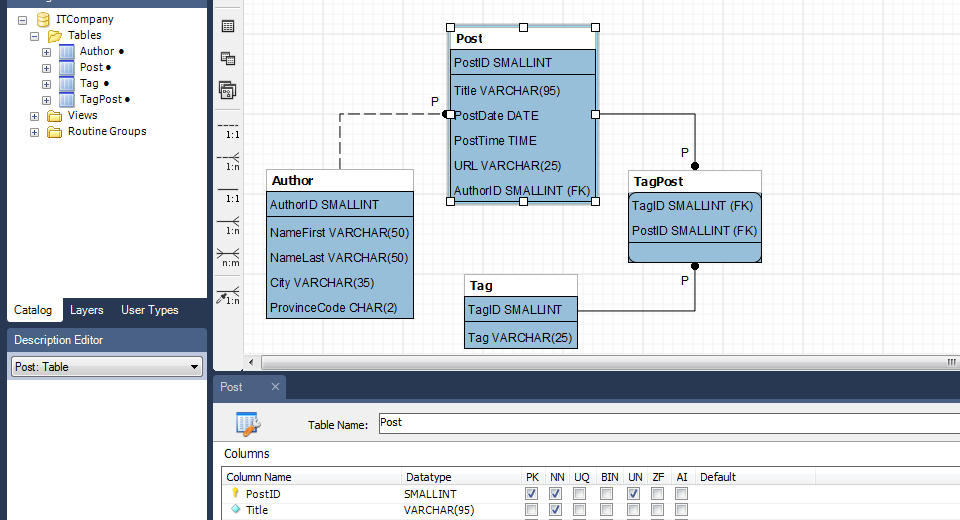 ITCompany
Tables
Author •
Post •
Tag •
TagPost •
Views
Routine Groups
Catalog Layers User Types
Description Editor
Post: Table
1:1
1:n
1:1
1:n
n:m
1:n
Post
PostID SMALLINT
Title VARCHAR(95)
PostDate DATE
PostTime TIME
URL VARCHAR(25)
AuthorID SMALLINT (FK)
P
Author
AuthorID SMALLINT
NameFirst VARCHAR(50)
NameLast VARCHAR(50)
City VARCHAR(35)
ProvinceCode CHAR(2)
P
TagPost
TagID SMALLINT (FK)
PostID SMALLINT (FK)
P
Tag
TagID SMALLINT
Tag VARCHAR(25)
Post
Table Name: Post
Columns
Column Name Datatype PK NN UQ BIN UN ZF AI Default
PostID SMALLINT
Title VARCHAR(95)